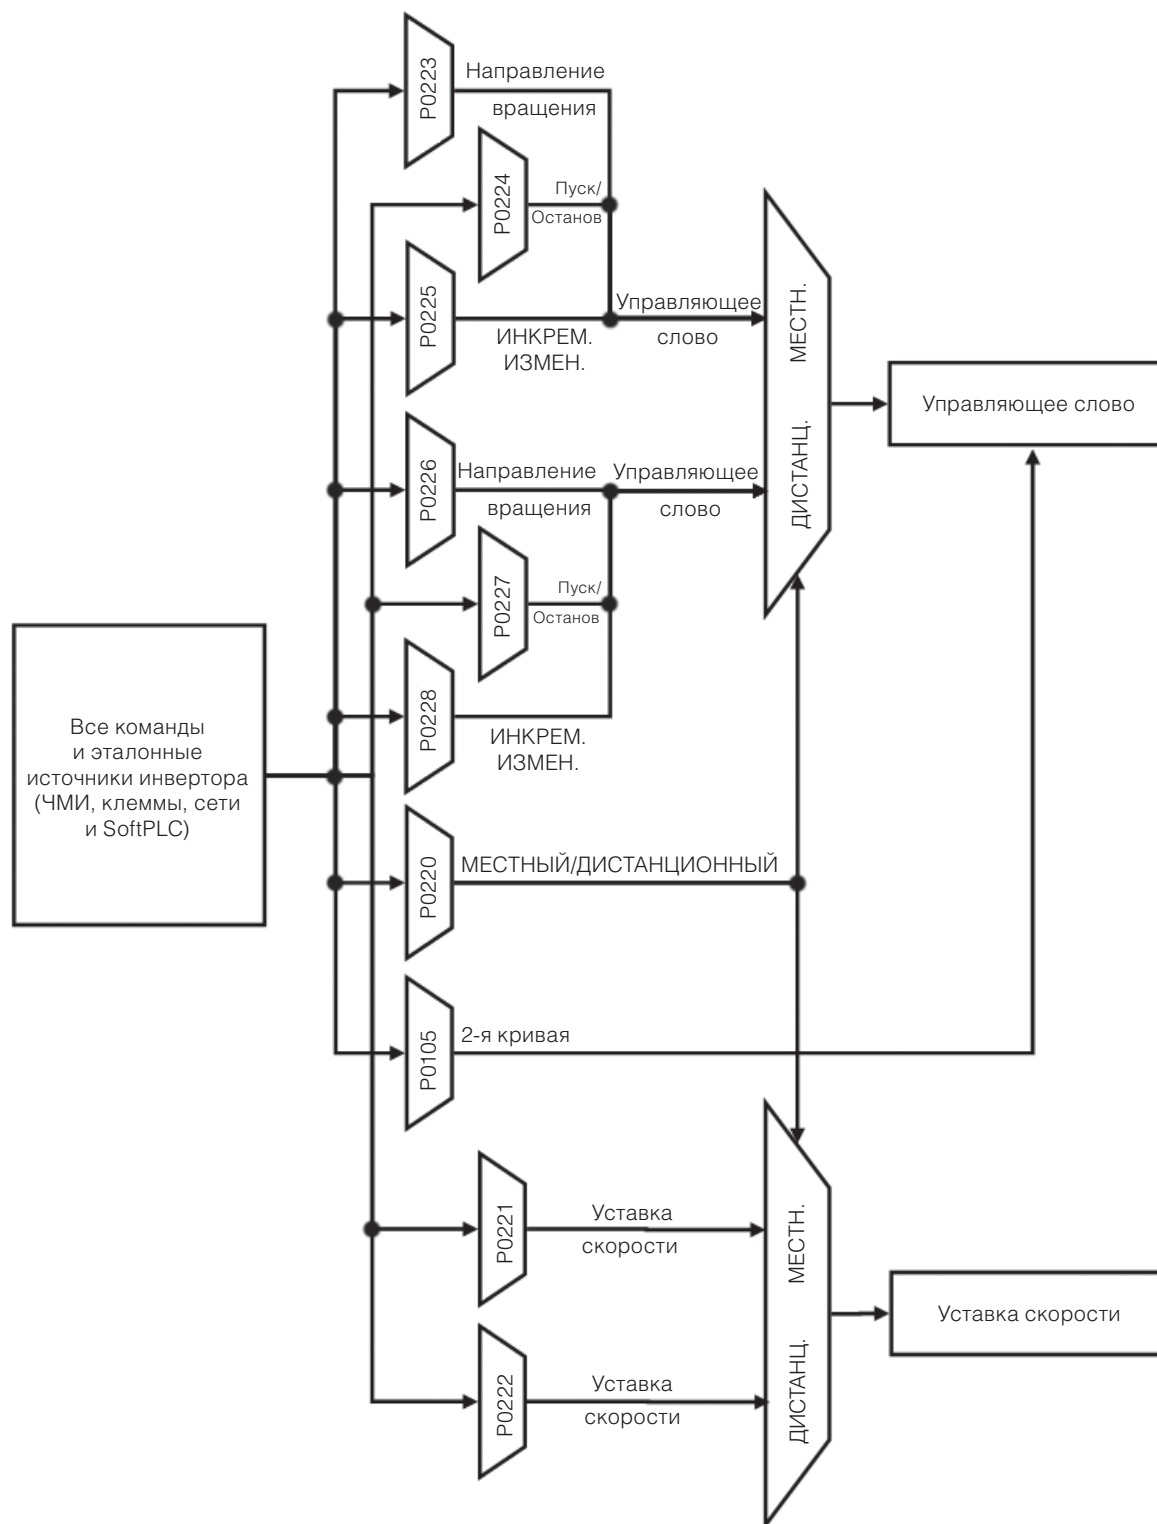 P0223
Направление
вращения
P0224
Пуск/
Останов
P0225
ИНКРЕМ.
ИЗМЕН.
Управляющее
слово
МЕСТН.
ДИСТАНЦ.
Управляющее слово
P0226
Направление
вращения
Управляющее
слово
P0227
Пуск/
Останов
P0228
ИНКРЕМ.
ИЗМЕН.
Все команды
и эталонные
источники инвертора
(ЧМИ, клеммы, сети
и SoftPLC)
P0220
МЕСТНЫЙ/ДИСТАНЦИОННЫЙ
P0105
2-я кривая
P0221
Уставка
скорости
МЕСТН.
ДИСТАНЦ.
Уставка скорости
P0222
Уставка
скорости